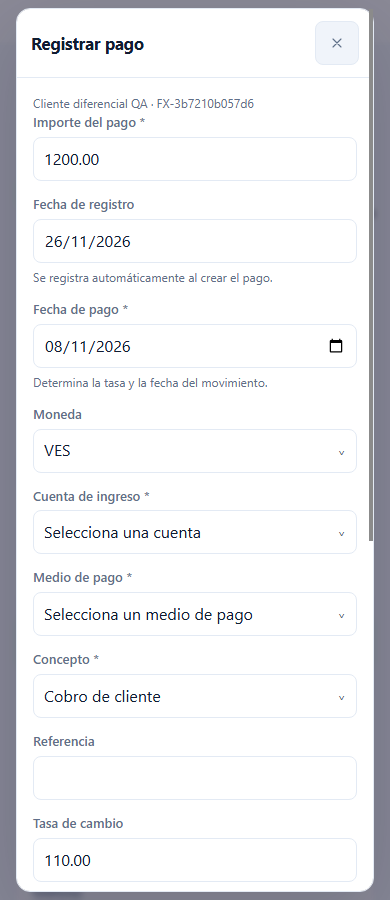 Registrar pago
Cliente diferencial QA · FX-3b7210b057d6
Importe del pago *
1200.00
Fecha de registro
26/11/2026
Se registra automáticamente al crear el pago.
Fecha de pago *
08/11/2026
Determina la tasa y la fecha del movimiento.
Moneda
VES
Cuenta de ingreso *
Selecciona una cuenta
Medio de pago *
Selecciona un medio de pago
Concepto *
Cobro de cliente
Referencia
Tasa de cambio
110.00